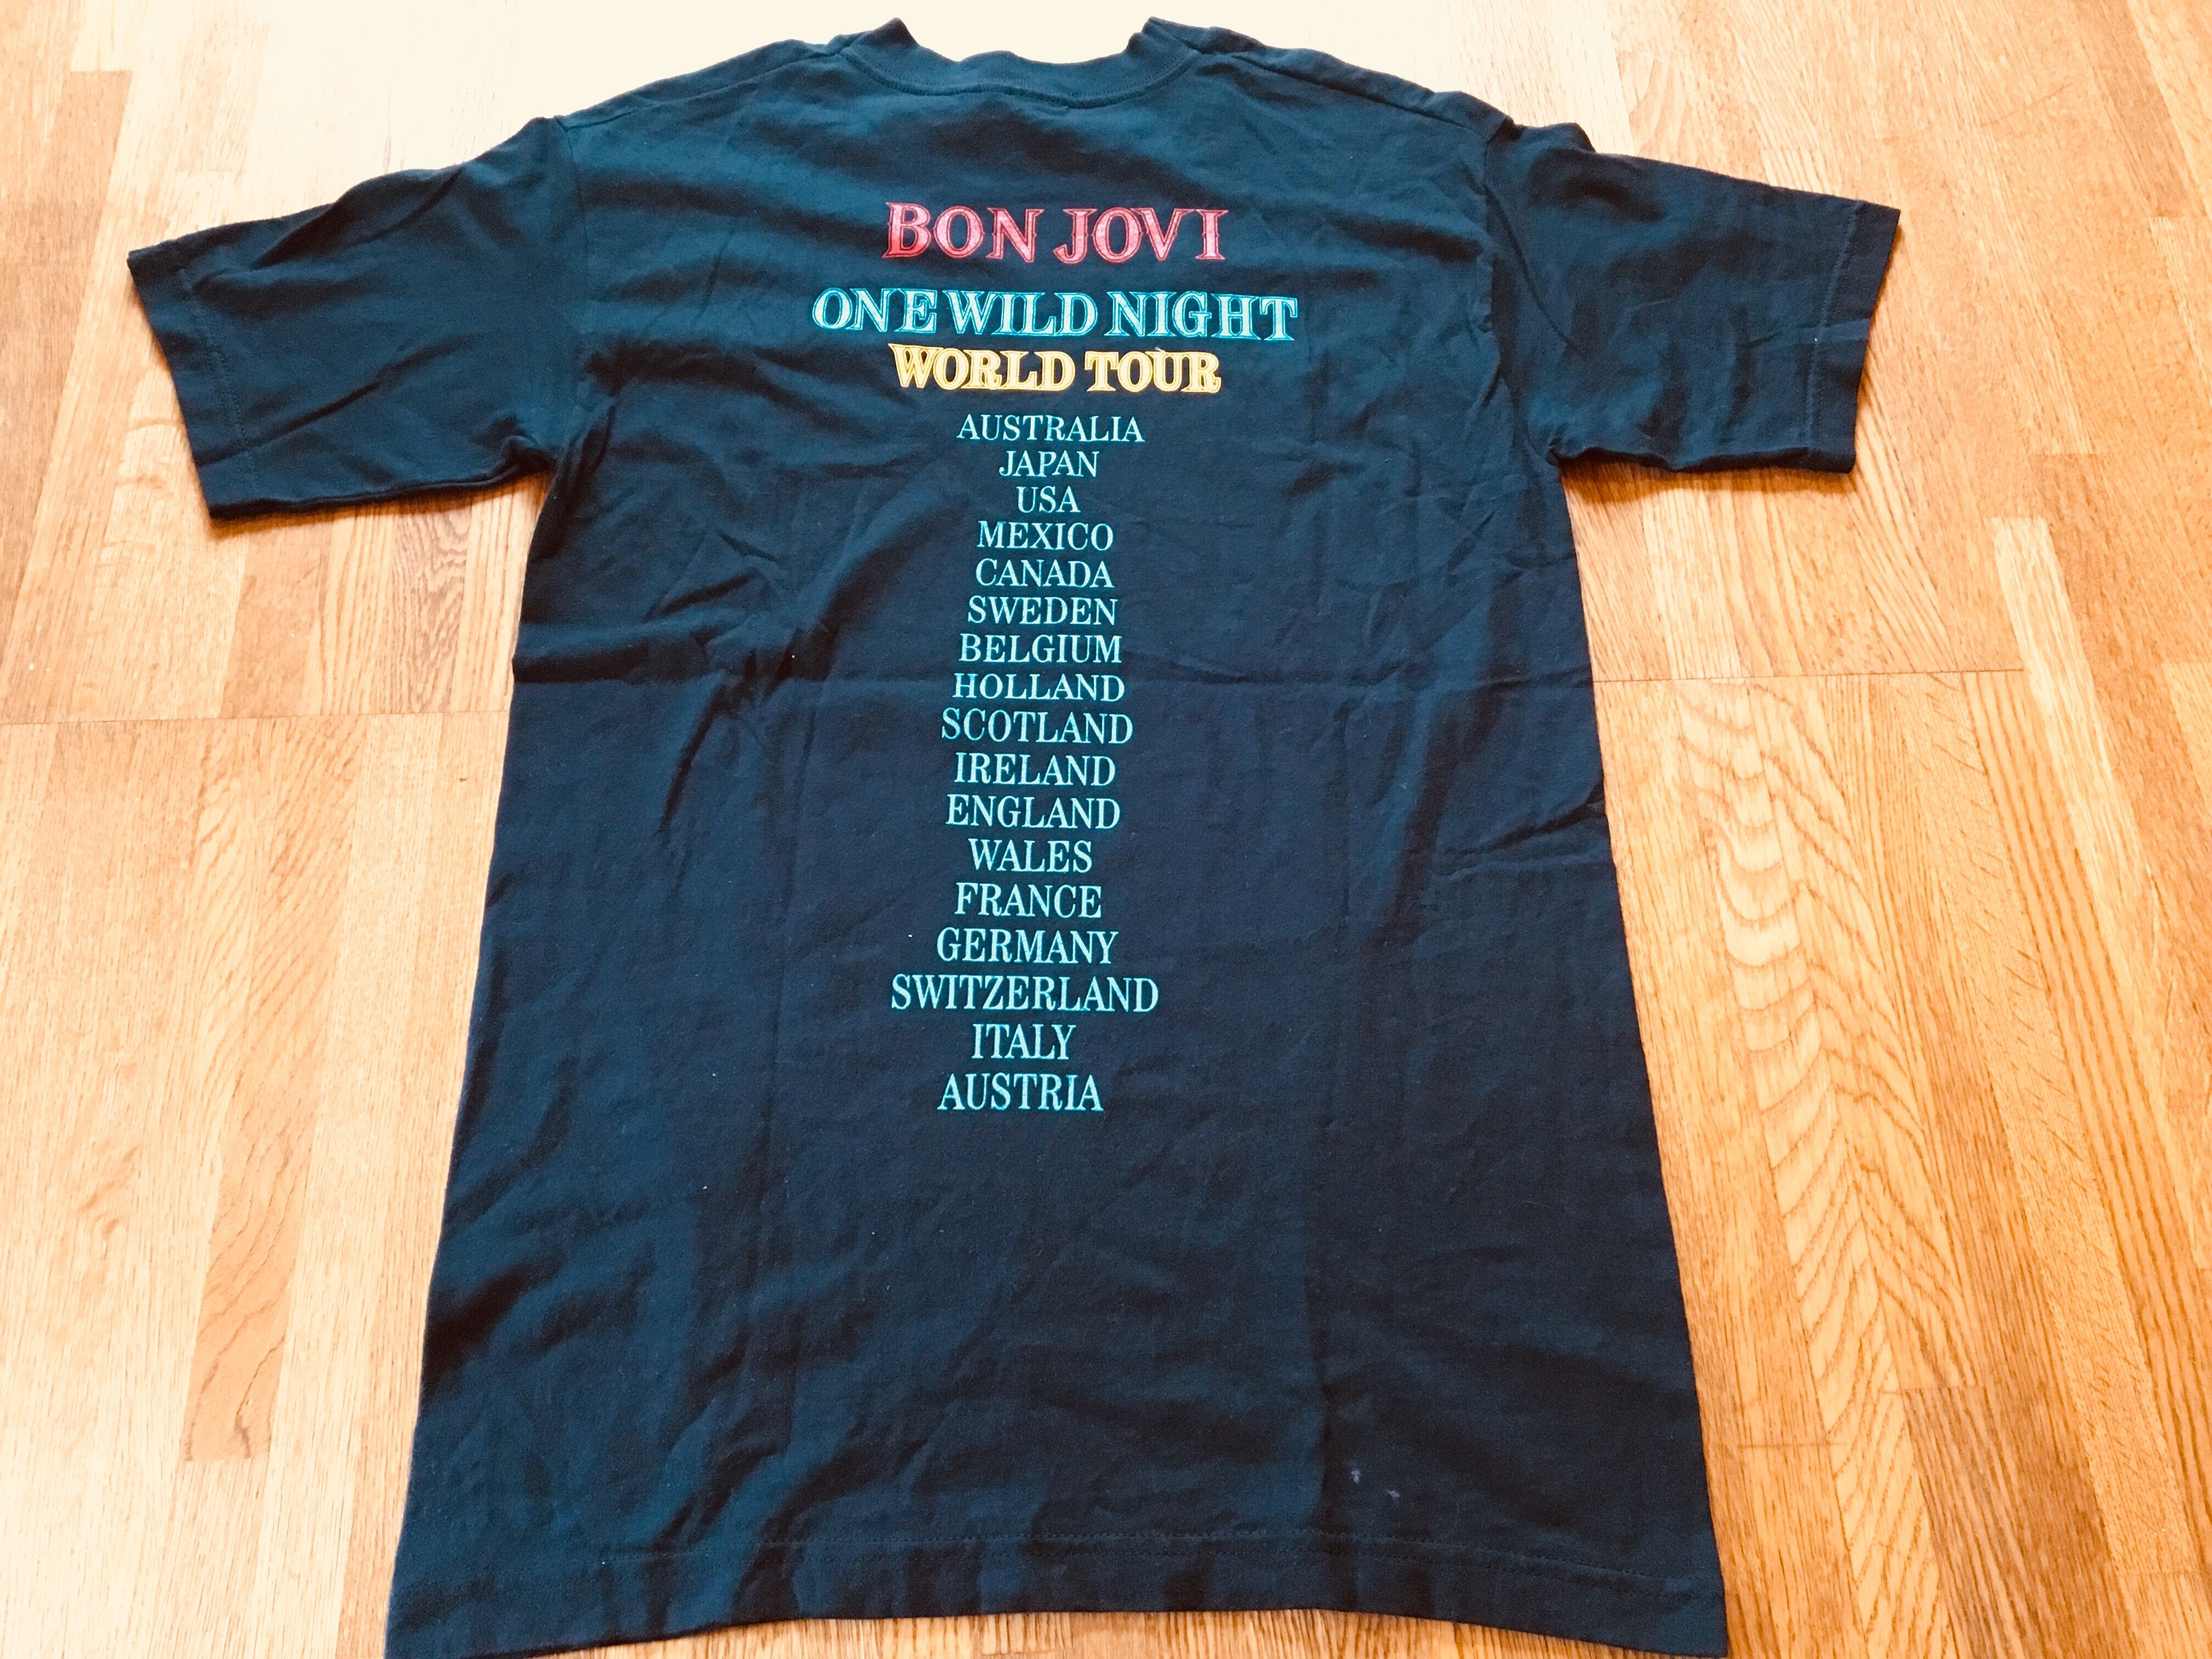 BON JOVI
ONE WILD NIGHT
WORLD TOUR
AUSTRALIA
JAPAN
USA
MEXICO
CANADA
SWEDEN
BELGIUM
HOLLAND
SCOTLAND
IRELAND
ENGLAND
WALES
FRANCE
GERMANY
SWITZERLAND
ITALY
AUSTRIA